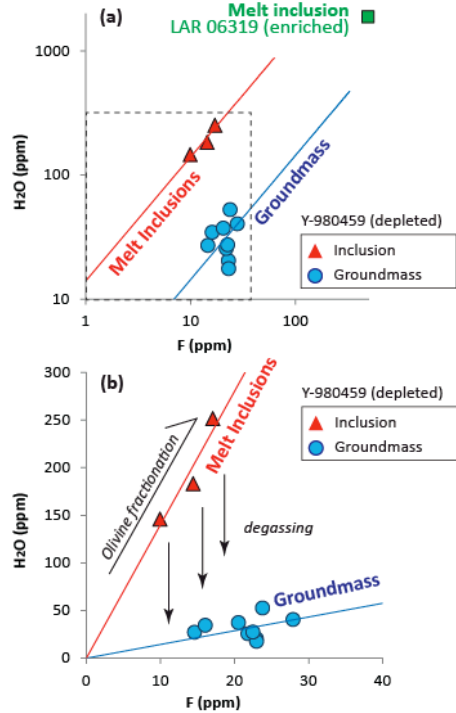 (a)
Melt inclusion
LAR 06319 (enriched)
1000
100
10
H2O (ppm)
Melt Inclusions
Groundmass
Y-980459 (depleted)
Inclusion
Groundmass
1
10
100
F (ppm)
(b)
300
250
200
150
100
50
0
H2O (ppm)
Olivine fractionation
Melt Inclusions
Y-980459 (depleted)
Inclusion
Groundmass
degassing
Groundmass
0
10
20
30
40
F (ppm)